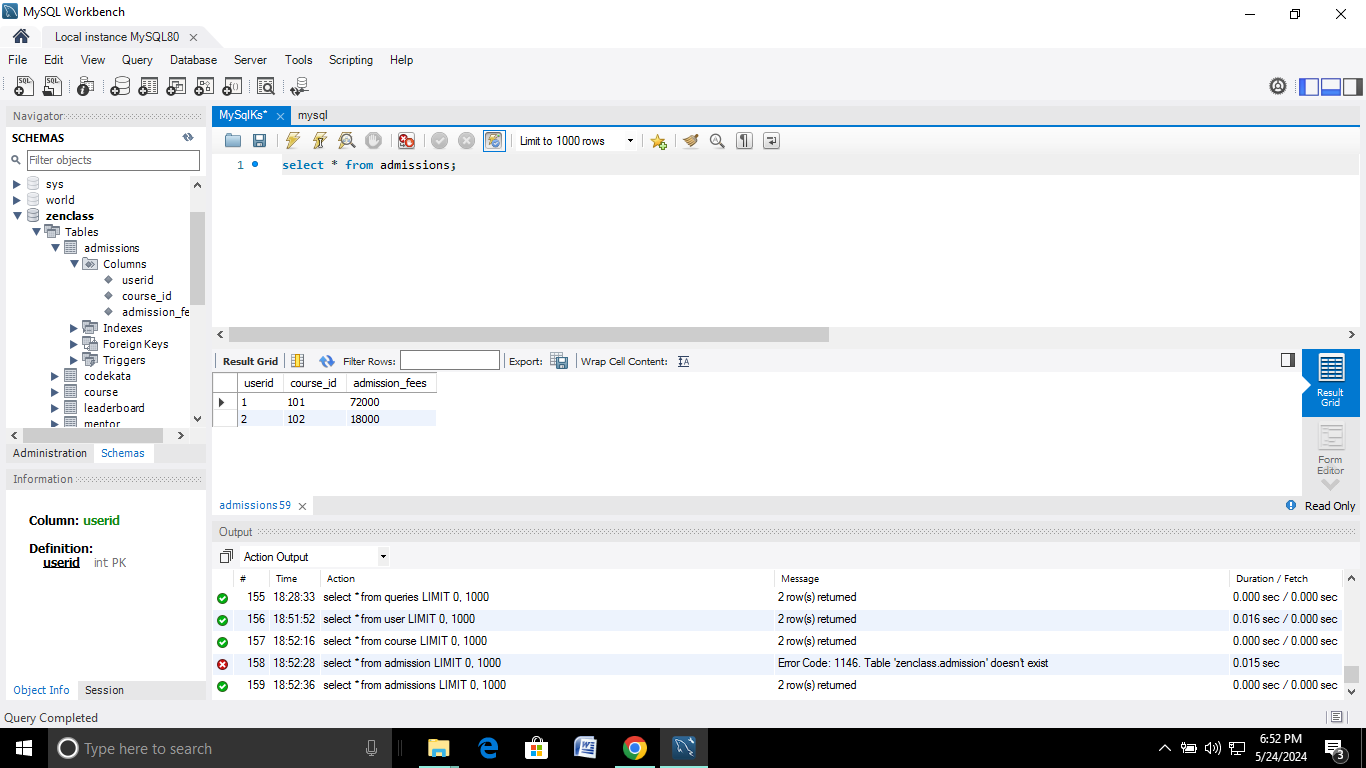 MySQL Workbench
Local instance MySQL80
File Edit View Query Database Server Tools Scripting Help
Navigator
SCHEMAS
Filter objects
sys
world
zenclass
Tables
admissions
Columns
userid
course_id
admission_fe
Indexes
Foreign Keys
Triggers
codekata
course
leaderboard
mentor
Administration Schemas
Information
Column: userid
Definition:
userid int PK
Object Info Session
MySqlKs* mysql
Limit to 1000 rows
1 select * from admissions;
Result Grid Filter Rows: Export: Wrap Cell Content:
userid course_id admission_fees
1 101 72000
2 102 18000
Result
Grid
Form
Editor
admissions 59
Read Only
Output
Action Output
# Time Action Message Duration / Fetch
155 18:28:33 select * from queries LIMIT 0, 1000 2 row(s) returned 0.000 sec / 0.000 sec
156 18:51:52 select * from user LIMIT 0, 1000 2 row(s) returned 0.016 sec / 0.000 sec
157 18:52:16 select * from course LIMIT 0, 1000 2 row(s) returned 0.000 sec / 0.000 sec
158 18:52:28 select * from admission LIMIT 0, 1000 Error Code: 1146. Table 'zenclass.admission' doesn't exist 0.015 sec
159 18:52:36 select * from admissions LIMIT 0, 1000 2 row(s) returned 0.000 sec / 0.000 sec
Query Completed
Type here to search
6:52 PM
5/24/2024
3